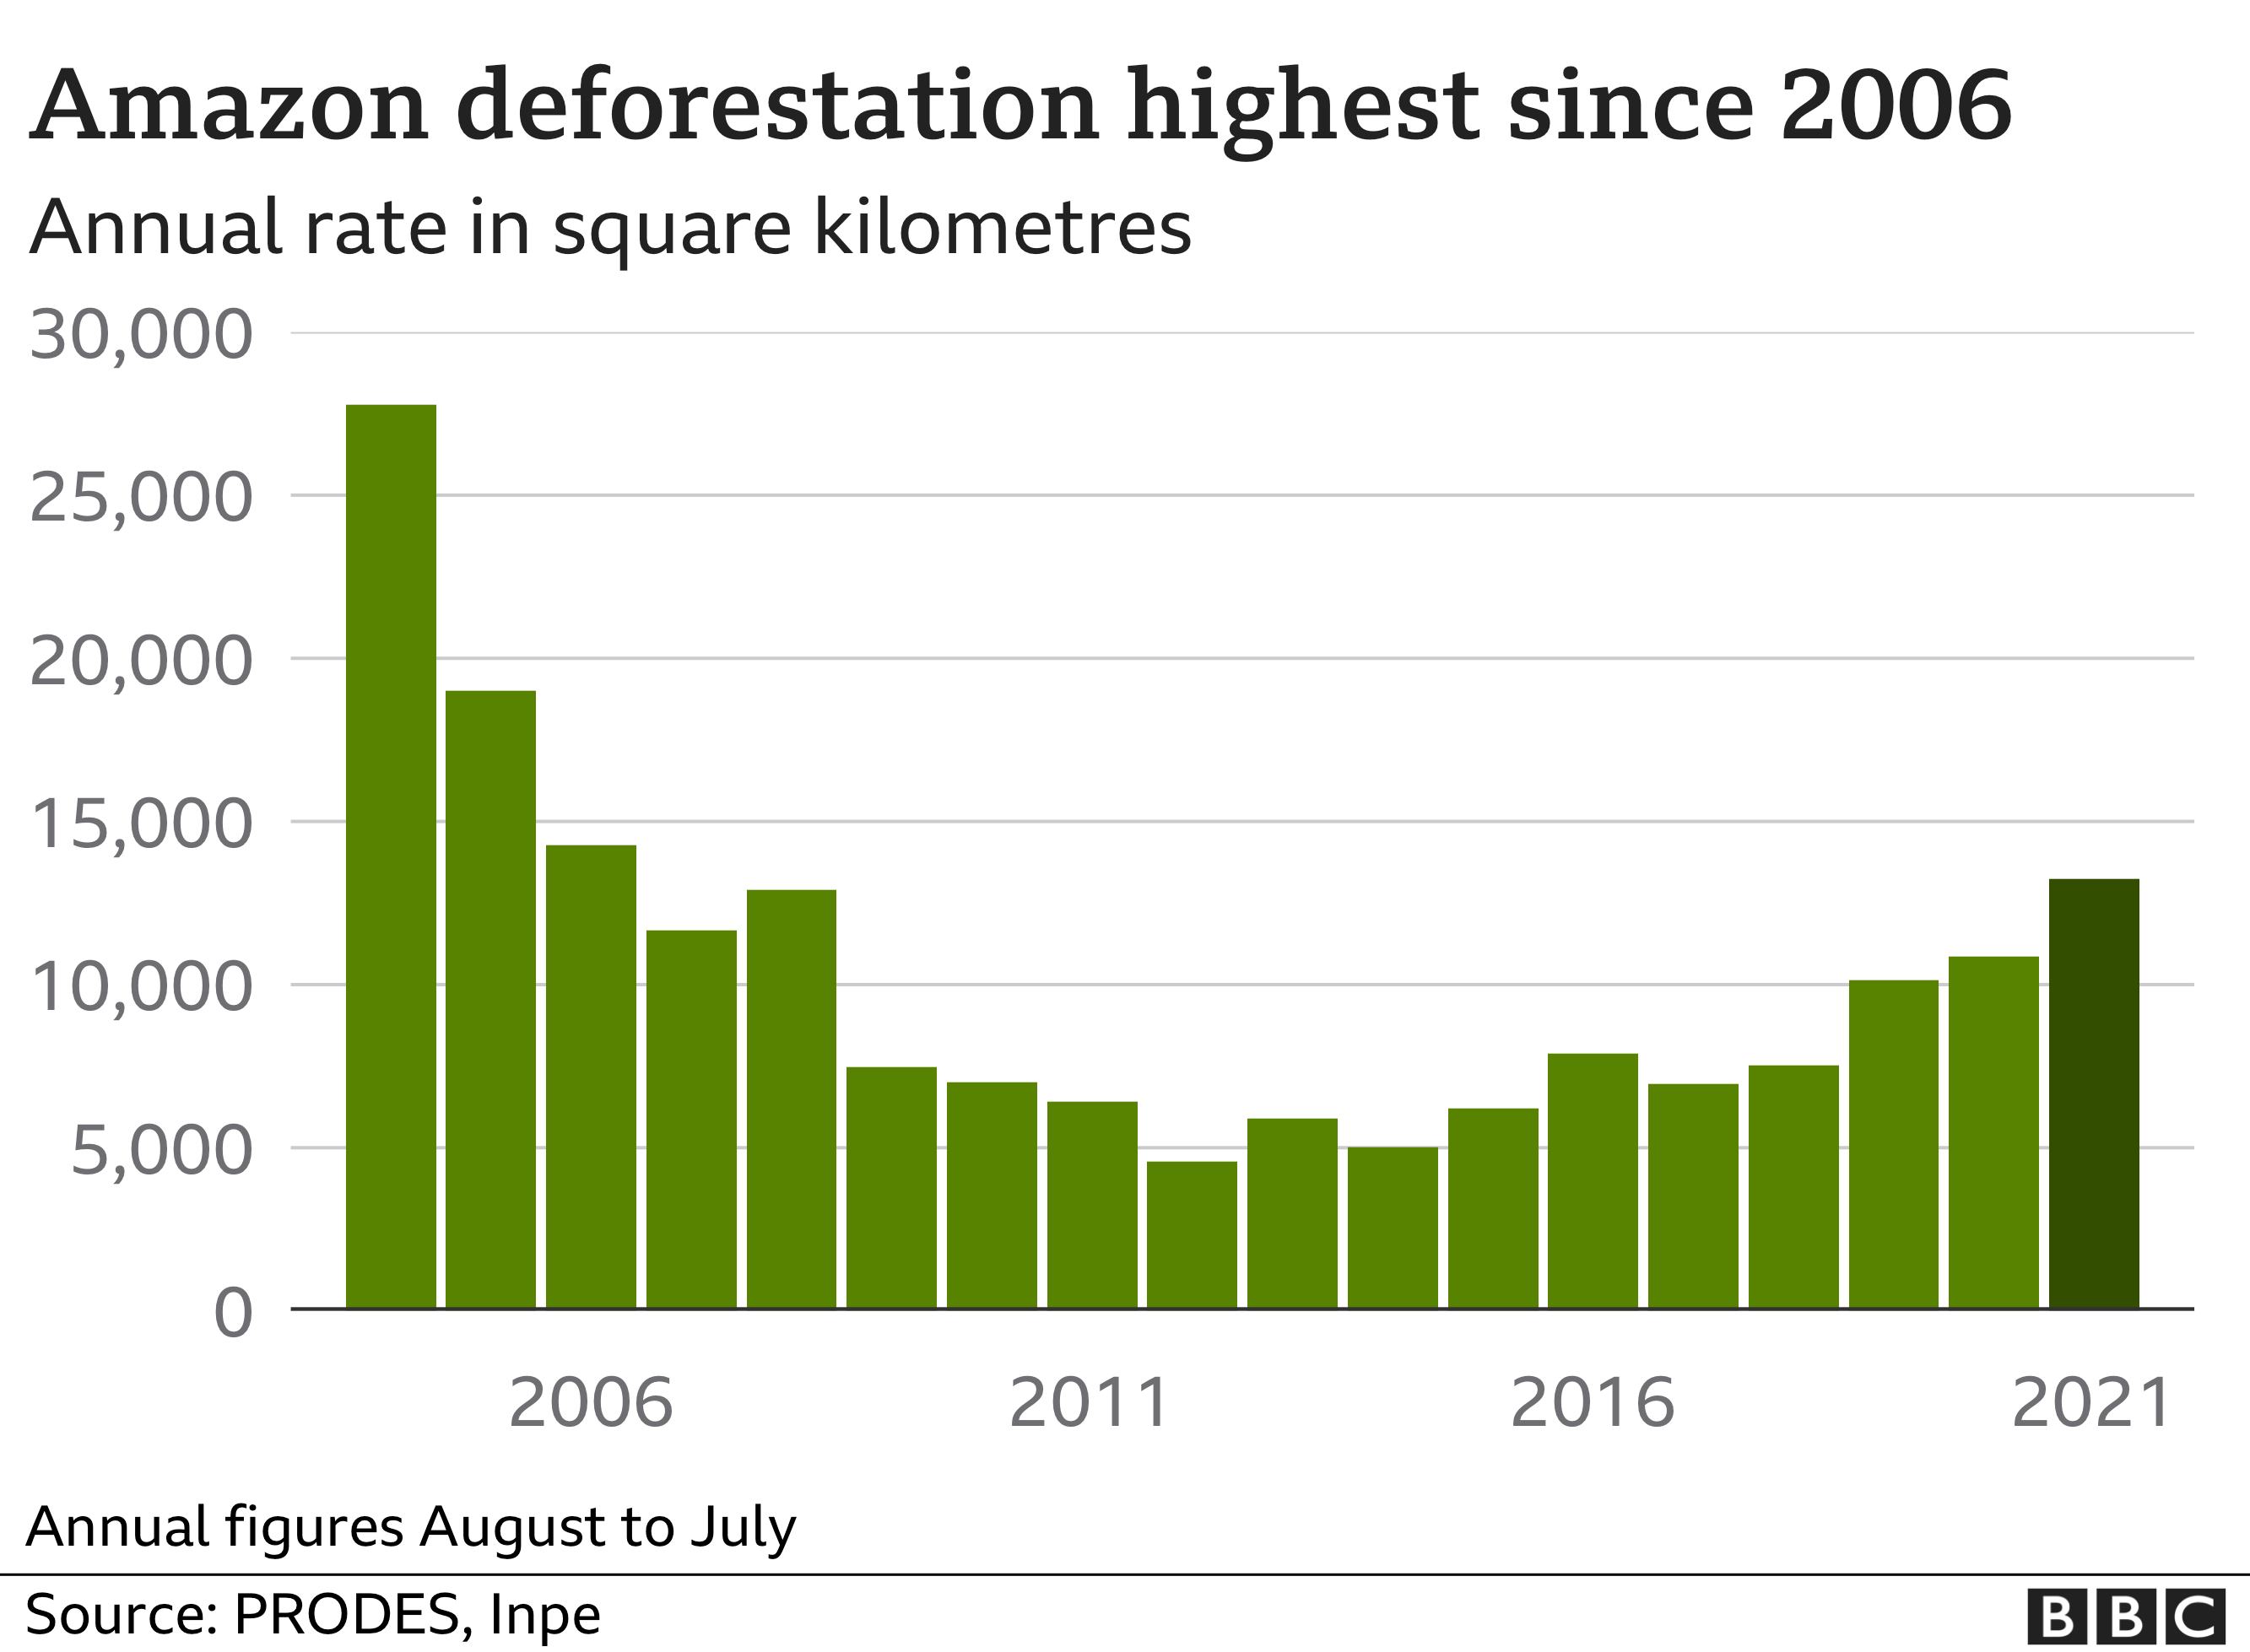 Amazon deforestation highest since 2006
Annual rate in square kilometres
30,000
25,000
20,000
15,000
10,000
5,000
0
2006 2011 2016 2021
Annual figures August to July
Source: PRODES, Inpe
BBC